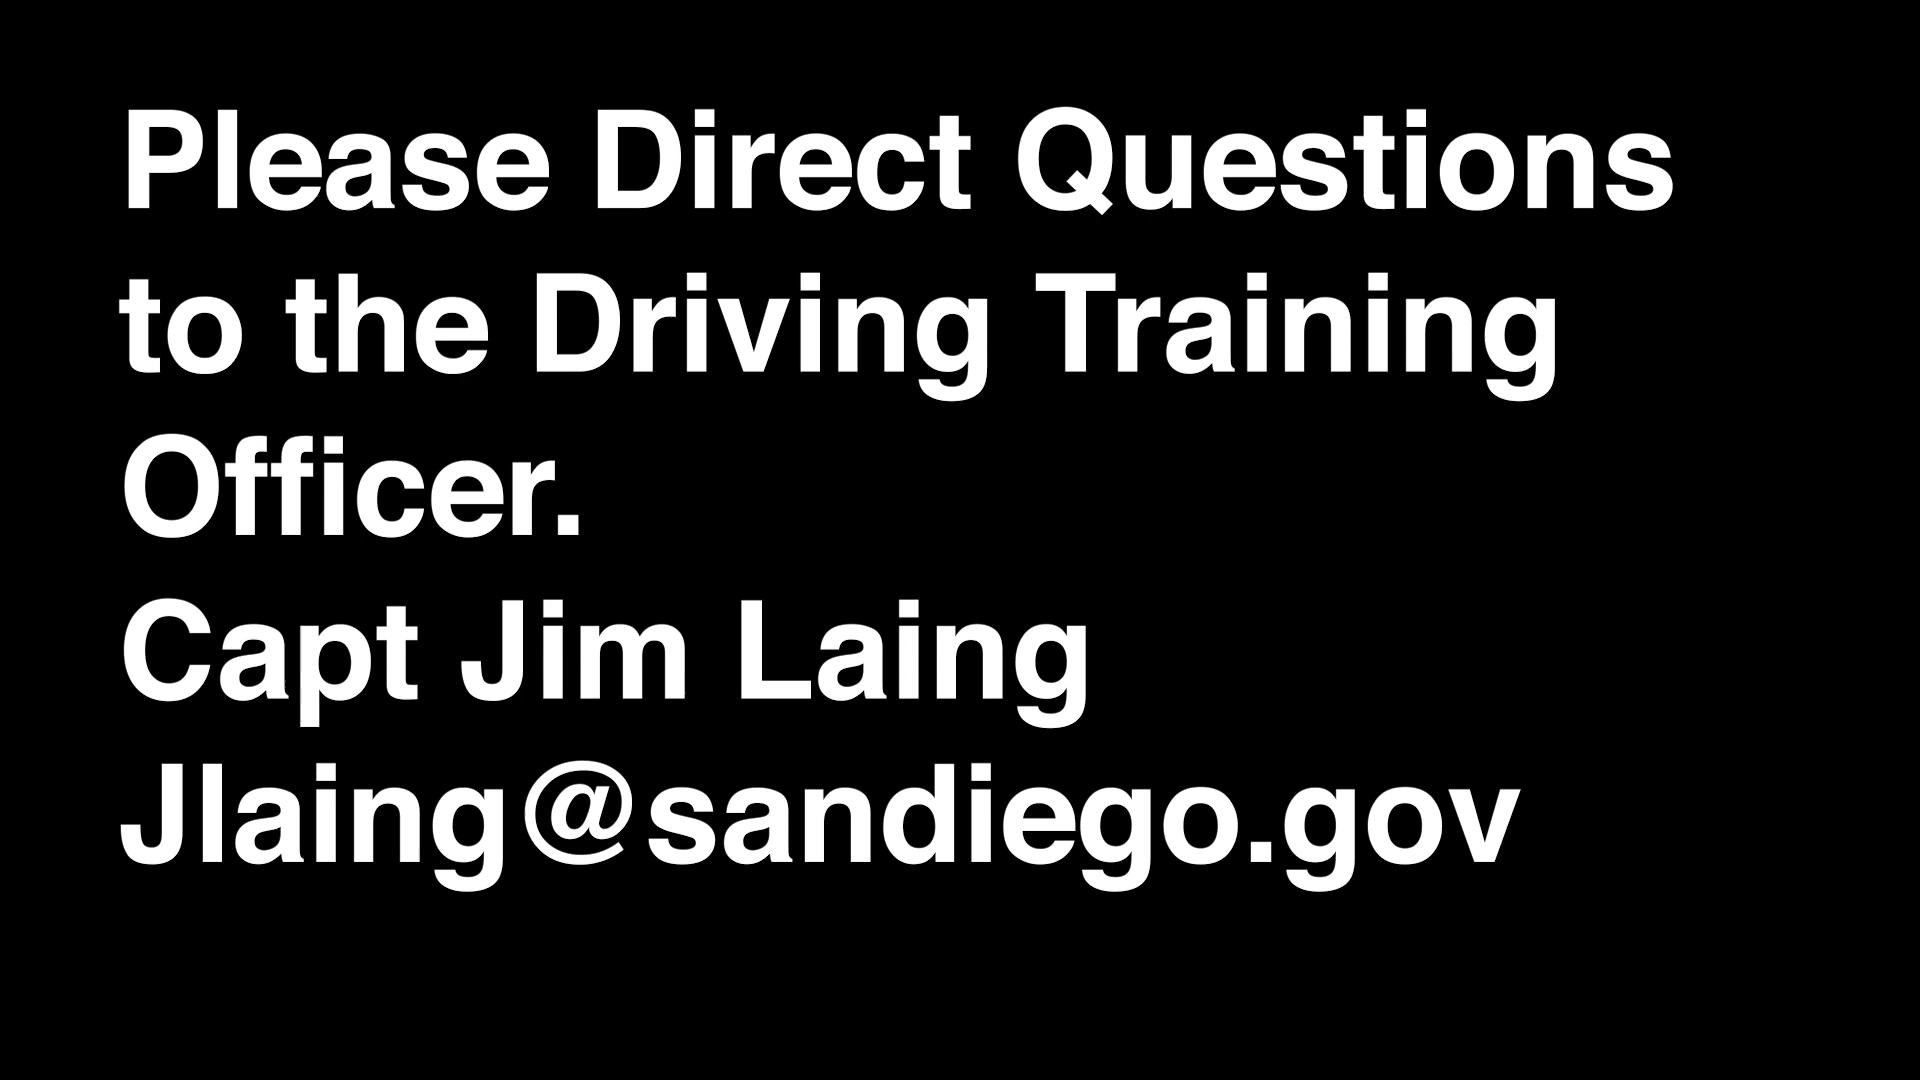 Please Direct Questions
to the Driving Training
Officer.
Capt Jim Laing
Jlaing@sandiego.gov